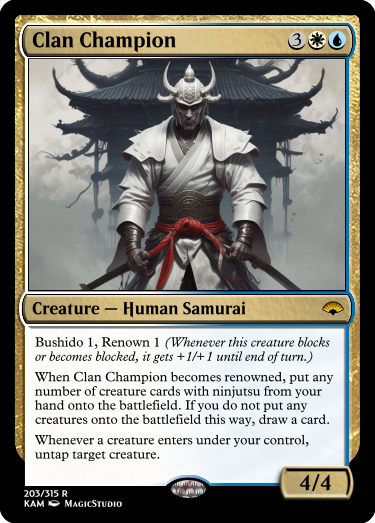 Clan Champion 3
Creature — Human Samurai
Bushido 1, Renown 1 (Whenever this creature blocks
or becomes blocked, it gets +1/+1 until end of turn.)
When Clan Champion becomes renowned, put any
number of creature cards with ninjutsu from your
hand onto the battlefield. If you do not put any
creatures onto the battlefield this way, draw a card.
Whenever a creature enters under your control,
untap target creature.
4/4
203/315 R
KAM MagicStudio